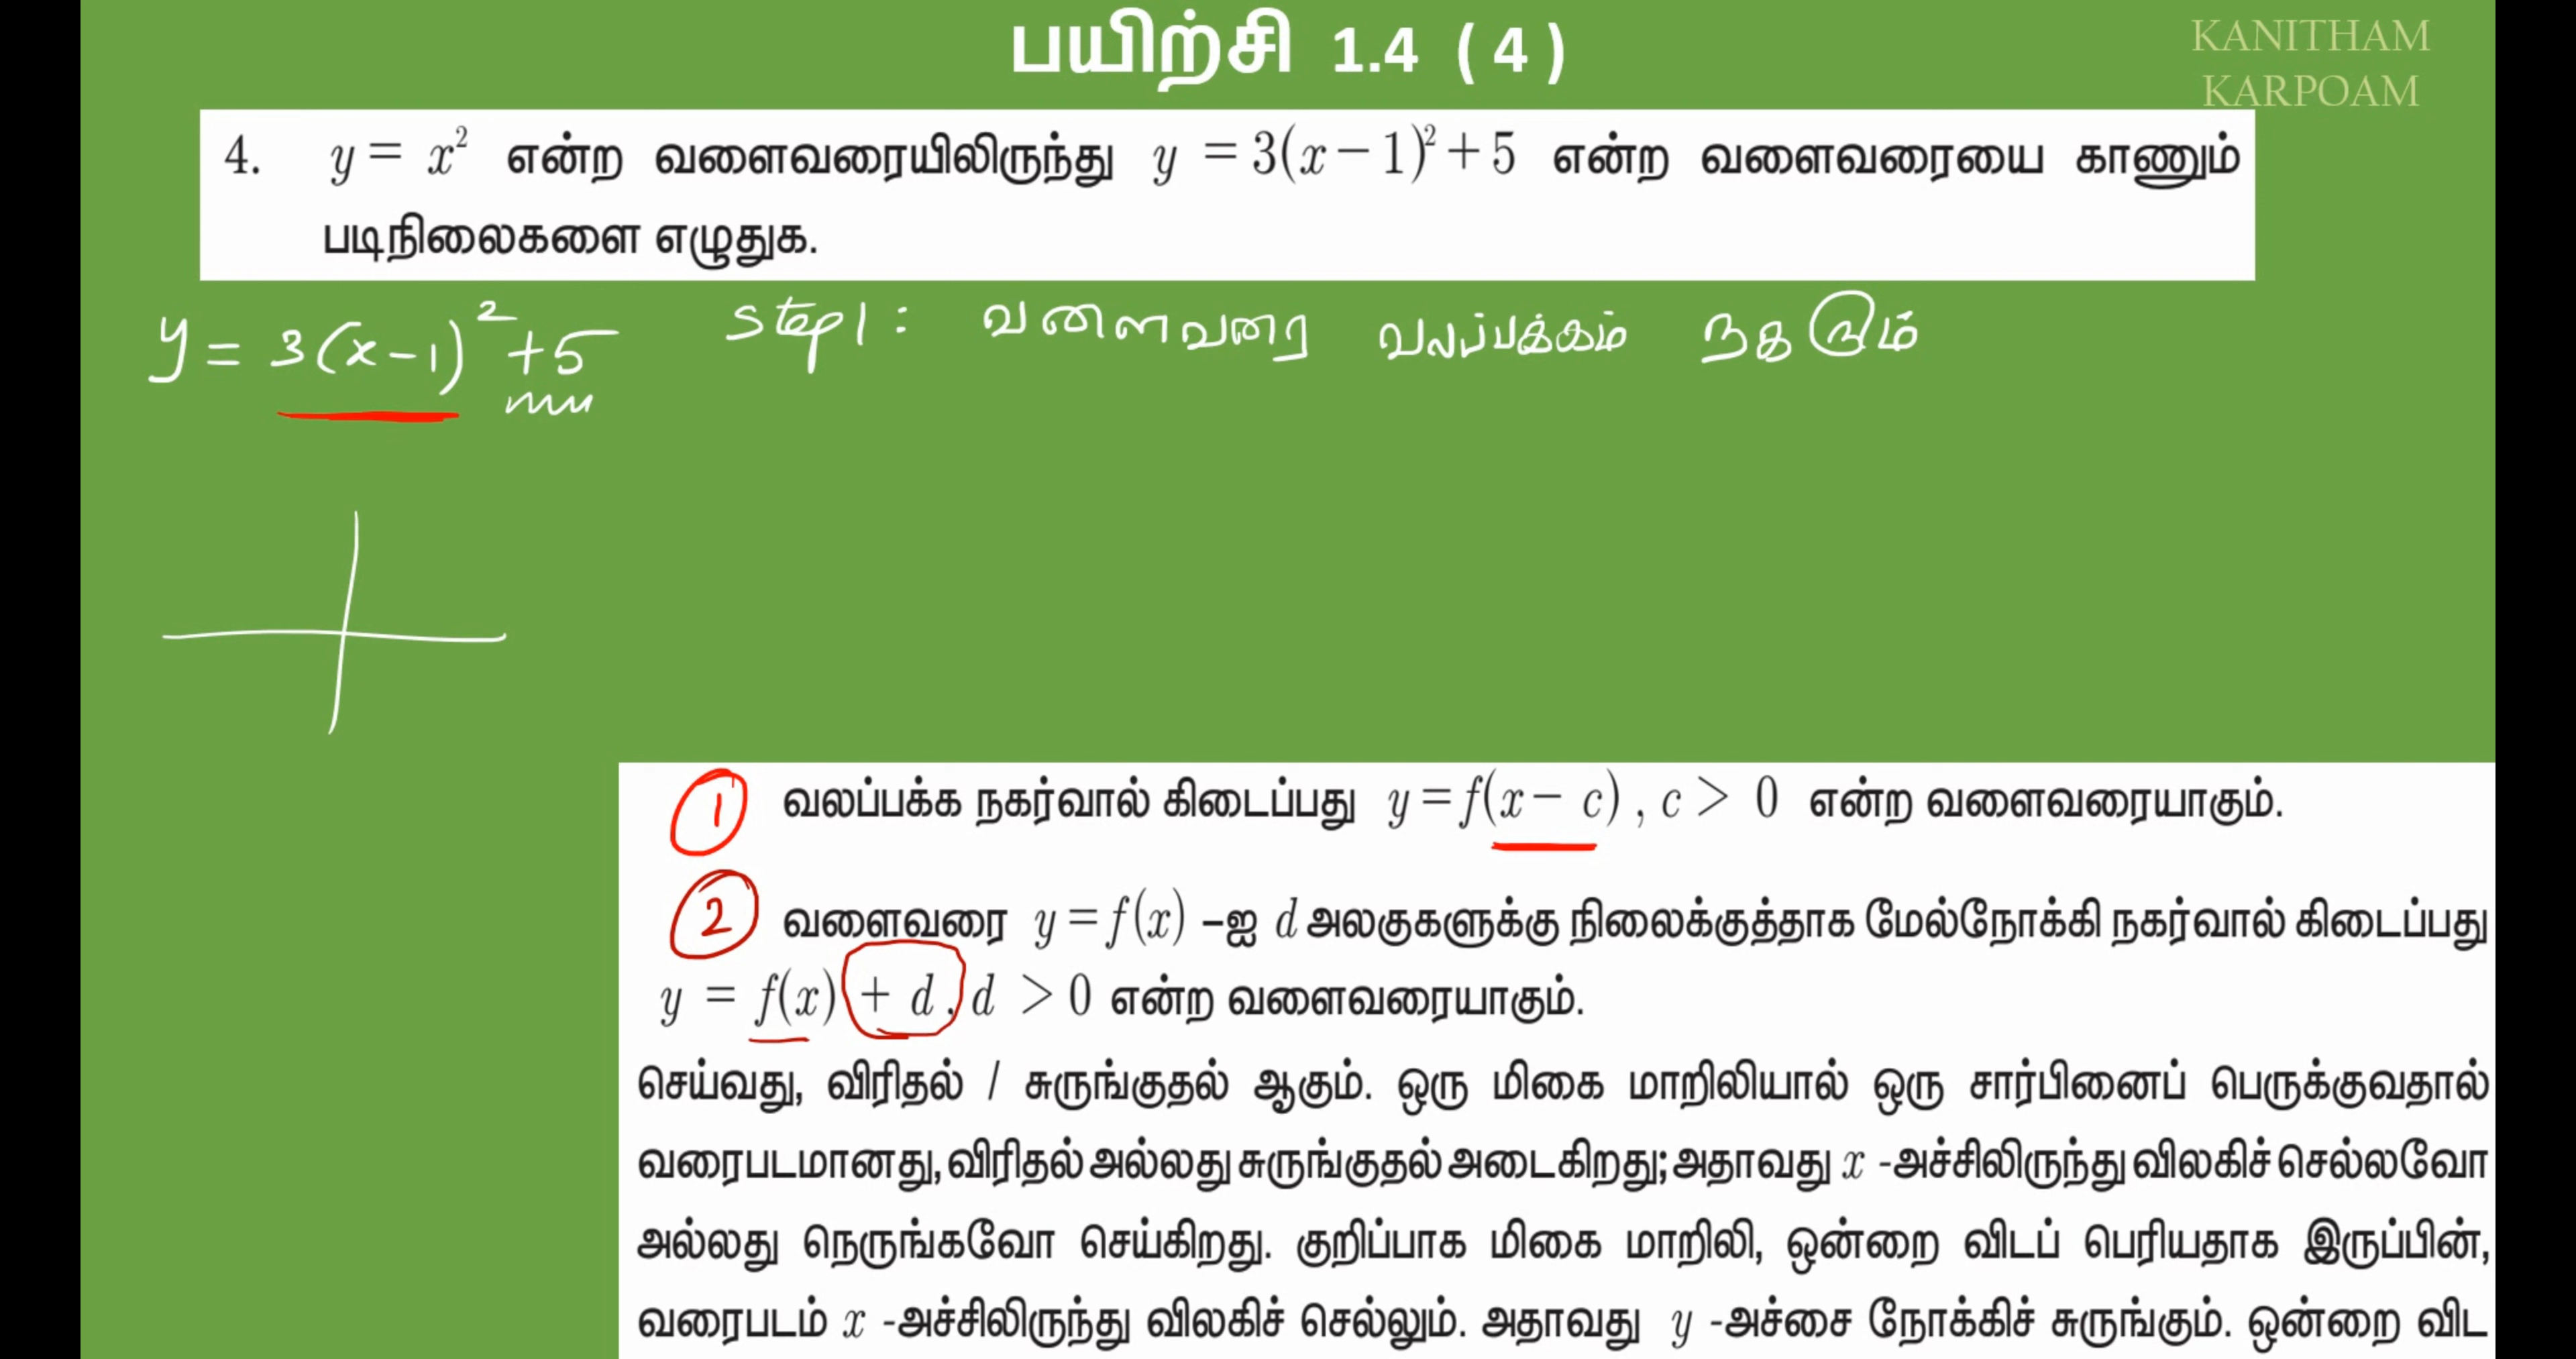 பயிற்சி 1.4 ( 4 )
KANITHAM
KARPOAM
4. y = x² என்ற வளைவரையிலிருந்து y = 3(x − 1)² + 5 என்ற வளைவரையை காணும்
படிநிலைகளை எழுதுக.
y = 3(x-1)² +5 Step 1 : வளைவரை வலப்பக்கம் நகரும்
1 வலப்பக்க நகர்வால் கிடைப்பது y = f(x − c) , c > 0 என்ற வளைவரையாகும்.
2 வளைவரை y = f(x) –ஐ d அலகுகளுக்கு நிலைக்குத்தாக மேல்நோக்கி நகர்வால் கிடைப்பது
y = f(x) + d , d > 0 என்ற வளைவரையாகும்.
செய்வது, விரிதல் / சுருங்குதல் ஆகும். ஒரு மிகை மாறிலியால் ஒரு சார்பினைப் பெருக்குவதால்
வரைபடமானது, விரிதல் அல்லது சுருங்குதல் அடைகிறது; அதாவது x -அச்சிலிருந்து விலகிச் செல்லவோ
அல்லது நெருங்கவோ செய்கிறது. குறிப்பாக மிகை மாறிலி, ஒன்றை விடப் பெரியதாக இருப்பின்,
வரைபடம் x -அச்சிலிருந்து விலகிச் செல்லும். அதாவது y -அச்சை நோக்கிச் சுருங்கும். ஒன்றை விட